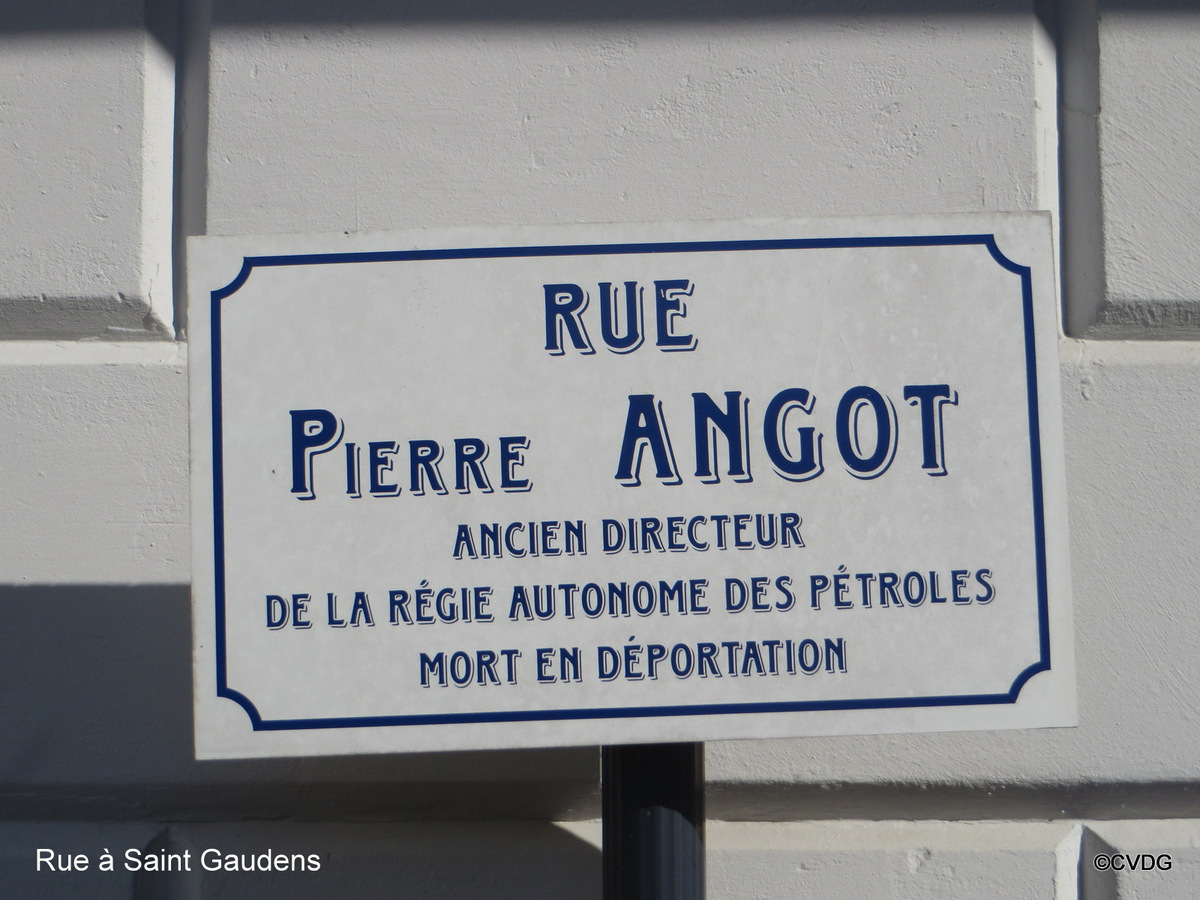 RUE
PIERRE ANGOT
ANCIEN DIRECTEUR
DE LA RÉGIE AUTONOME DES PÉTROLES
MORT EN DÉPORTATION
Rue à Saint Gaudens
©CVDG